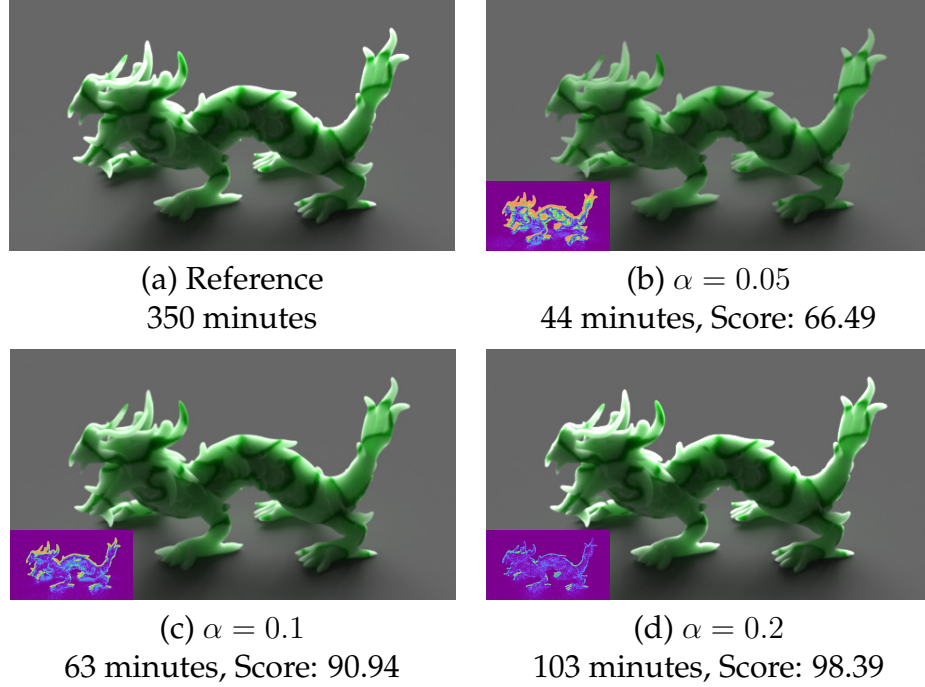 (a) Reference
350 minutes
(b) α = 0.05
44 minutes, Score: 66.49
(c) α = 0.1
63 minutes, Score: 90.94
(d) α = 0.2
103 minutes, Score: 98.39